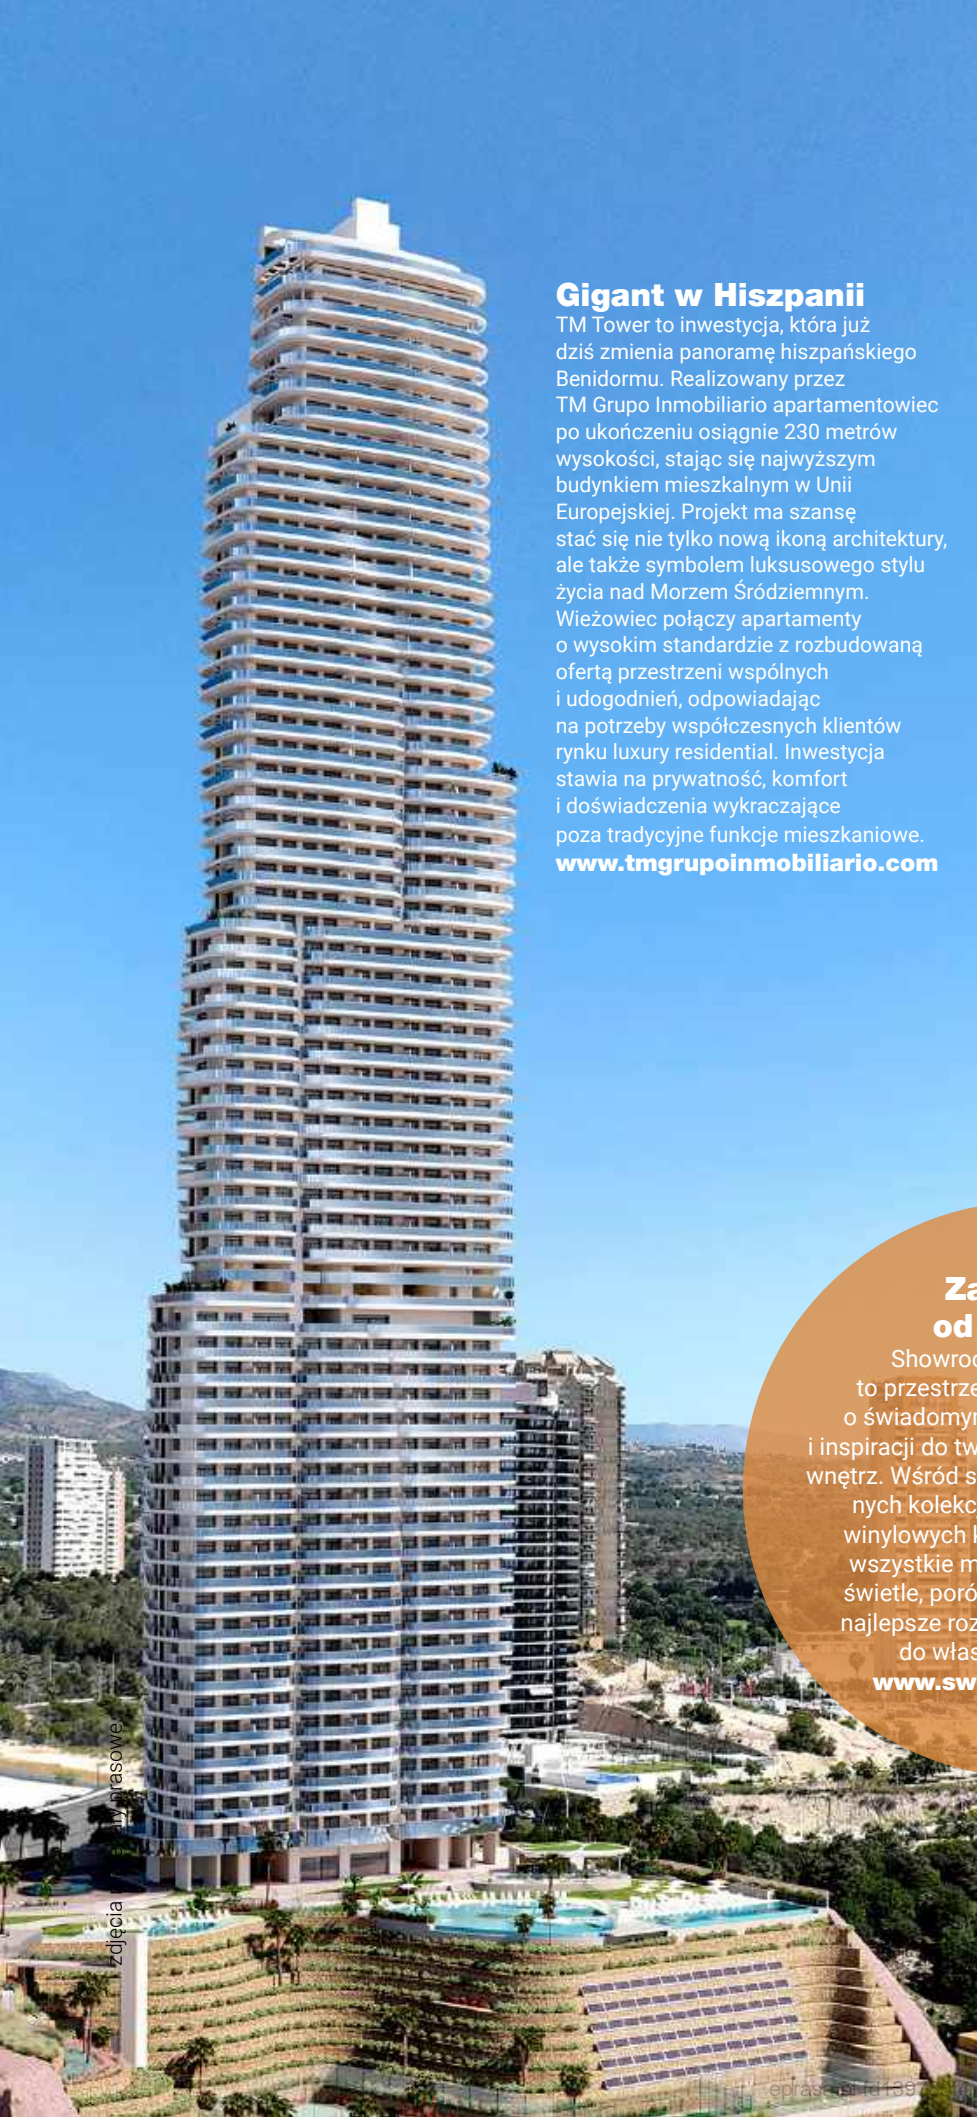 Gigant w Hiszpanii
TM Tower to inwestycja, która już
dziś zmienia panoramę hiszpańskiego
Benidormu. Realizowany przez
TM Grupo Inmobiliario apartamentowiec
po ukończeniu osiągnie 230 metrów
wysokości, stając się najwyższym
budynkiem mieszkalnym w Unii
Europejskiej. Projekt ma szansę
stać się nie tylko nową ikoną architektury,
ale także symbolem luksusowego stylu
życia nad Morzem Śródziemnym.
Wieżowiec połączy apartamenty
o wysokim standardzie z rozbudowaną
ofertą przestrzeni wspólnych
i udogodnień, odpowiadając
na potrzeby współczesnych klientów
rynku luxury residential. Inwestycja
stawia na prywatność, komfort
i doświadczenia wykraczające
poza tradycyjne funkcje mieszkaniowe.
www.tmgrupoinmobiliario.com
Za
od
Showroo
to przestrze
o świadomy
i inspiracji do tw
wnętrz. Wśród s
nych kolekc
winylowych
wszystkie m
świetle, poró
najlepsze roz
do włas
www.sw
zdjęcia prasowe